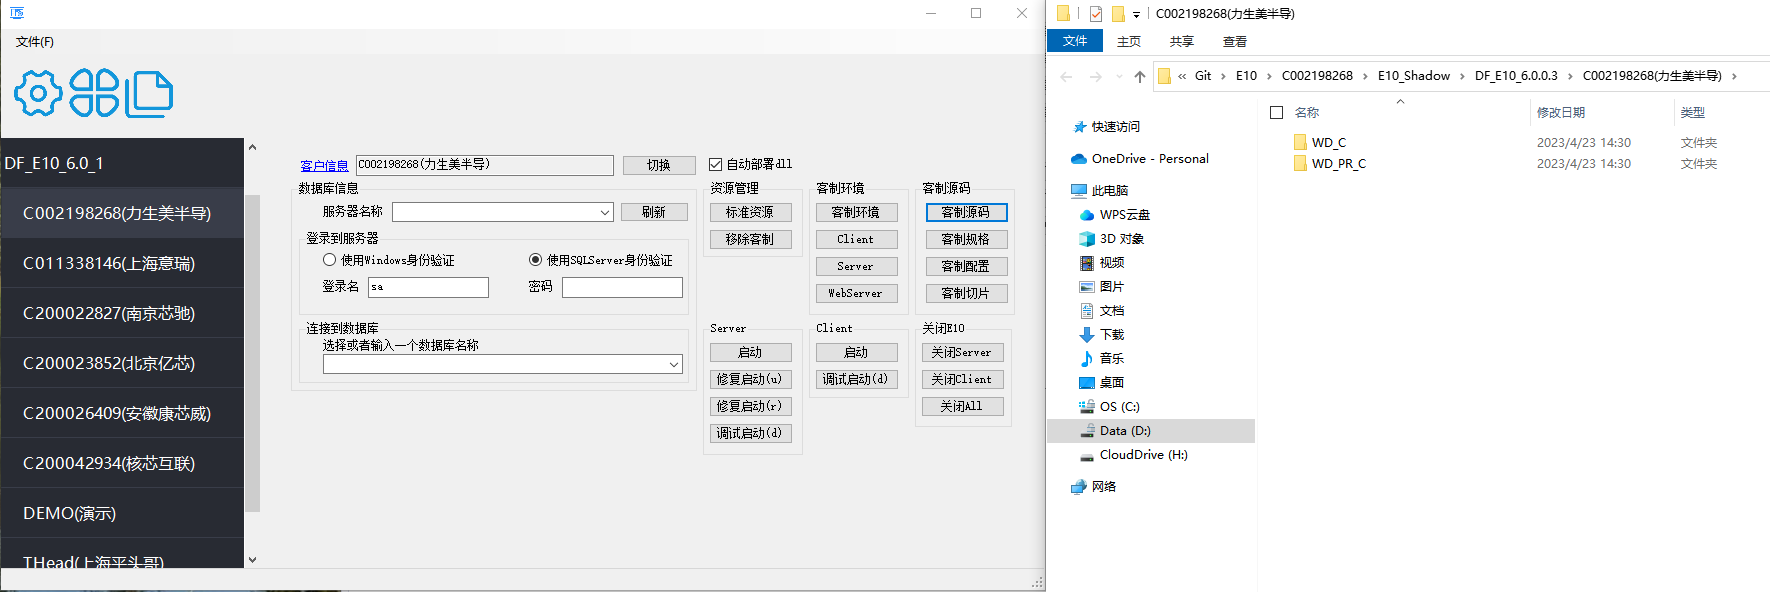 文件(F)
DF_E10_6.0_1
C002198268(力生美半导)
C011338146(上海意瑞)
C200022827(南京芯驰)
C200023852(北京亿芯)
C200026409(安徽康芯威)
C200042934(核芯互联)
DEMO(演示)
THead(上海平头哥)
客户信息 C002198268(力生美半导) 切换 自动部署dll
数据库信息
服务器名称 刷新
登录到服务器
使用Windows身份验证 使用SQLServer身份验证
登录名 sa 密码
连接到数据库
选择或者输入一个数据库名称
资源管理
标准资源
移除客制
客制环境
客制环境
Client
Server
WebServer
客制源码
客制源码
客制规格
客制配置
客制切片
Server
启动
修复启动(u)
修复启动(r)
调试启动(d)
Client
启动
调试启动(d)
关闭E10
关闭Server
关闭Client
关闭All
C002198268(力生美半导)
文件 主页 共享 查看
« Git › E10 › C002198268 › E10_Shadow › DF_E10_6.0.0.3 › C002198268(力生美半导) ›
快速访问
OneDrive - Personal
此电脑
WPS云盘
3D 对象
视频
图片
文档
下载
音乐
桌面
OS (C:)
Data (D:)
CloudDrive (H:)
网络
名称 修改日期 类型
WD_C 2023/4/23 14:30 文件夹
WD_PR_C 2023/4/23 14:30 文件夹